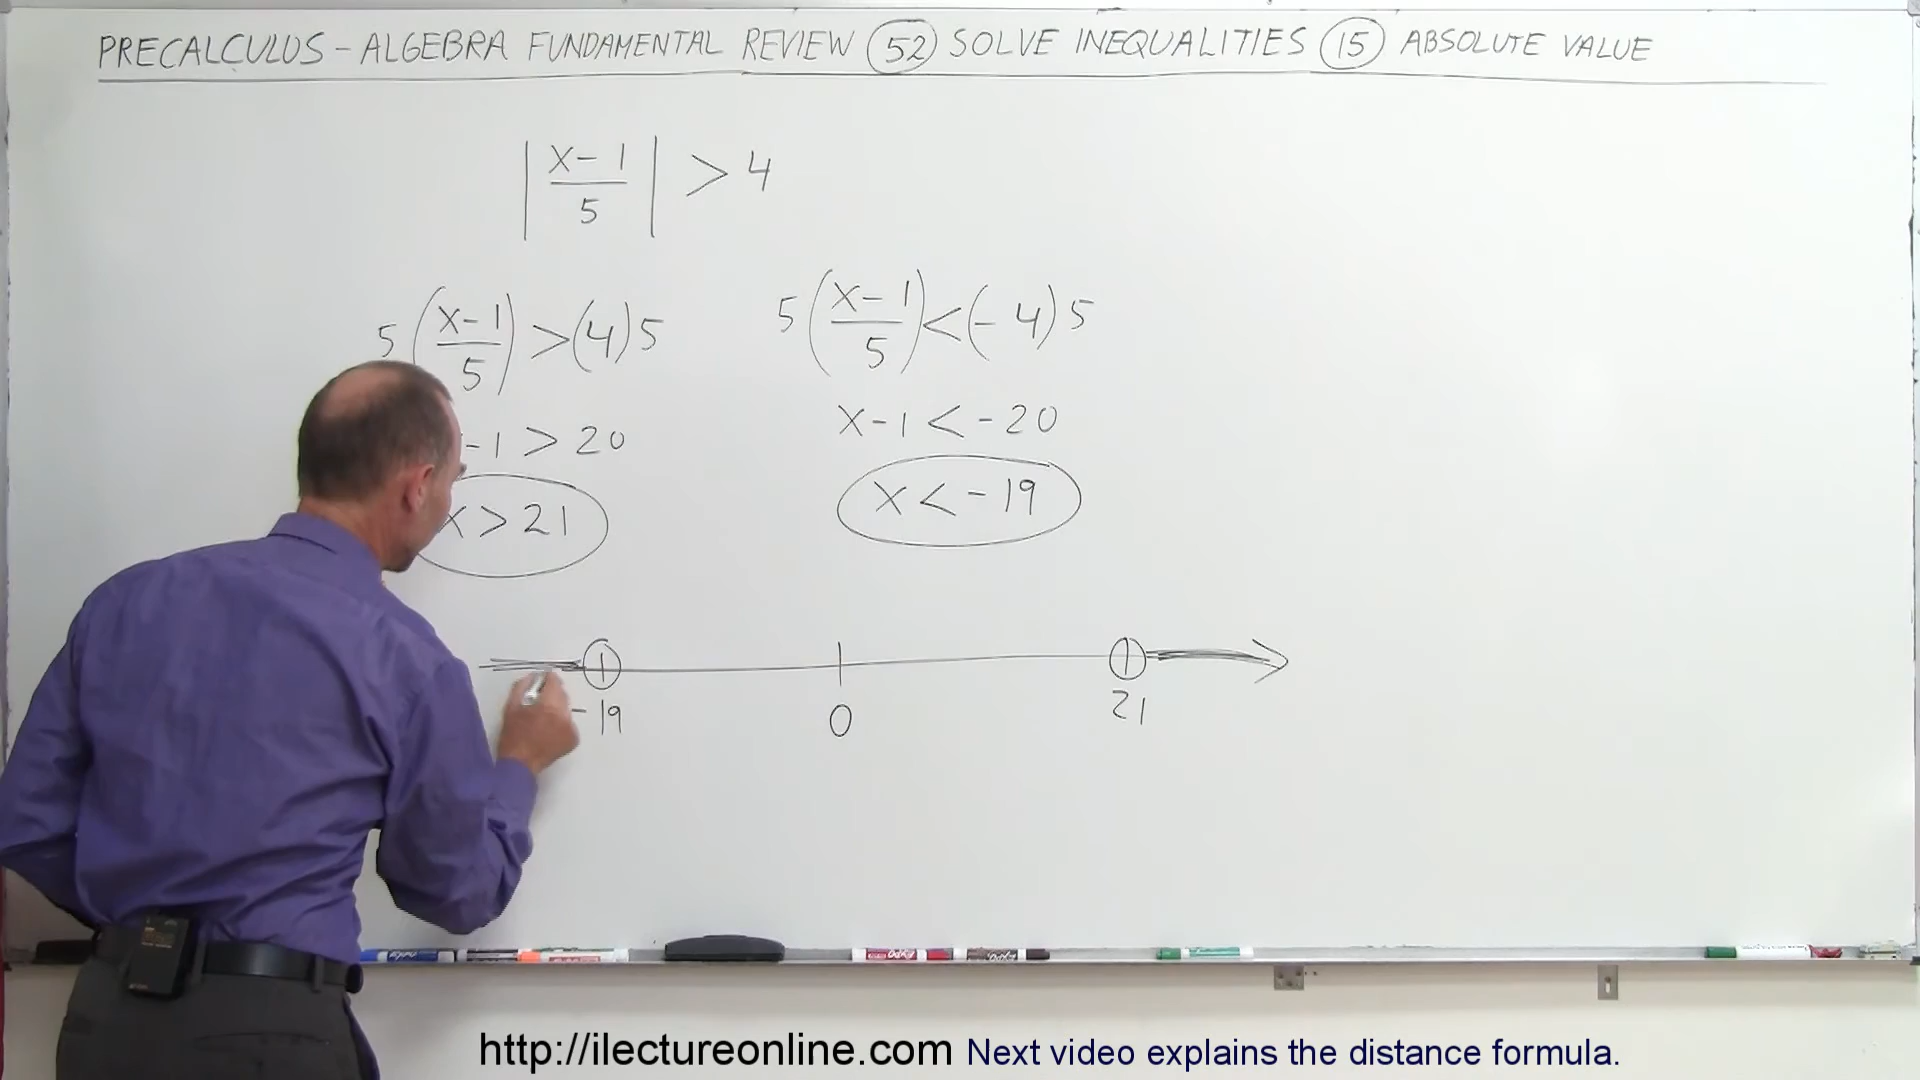 PRECALCULUS - ALGEBRA FUNDAMENTAL REVIEW 52 SOLVE INEQUALITIES 15 ABSOLUTE VALUE
|(x-1)/5| > 4
5((x-1)/5) > (4)5
5((x-1)/5) < (-4)5
-1 > 20
x-1 < -20
x > 21
x < -19
-19 0 21
http://ilectureonline.com Next video explains the distance formula.